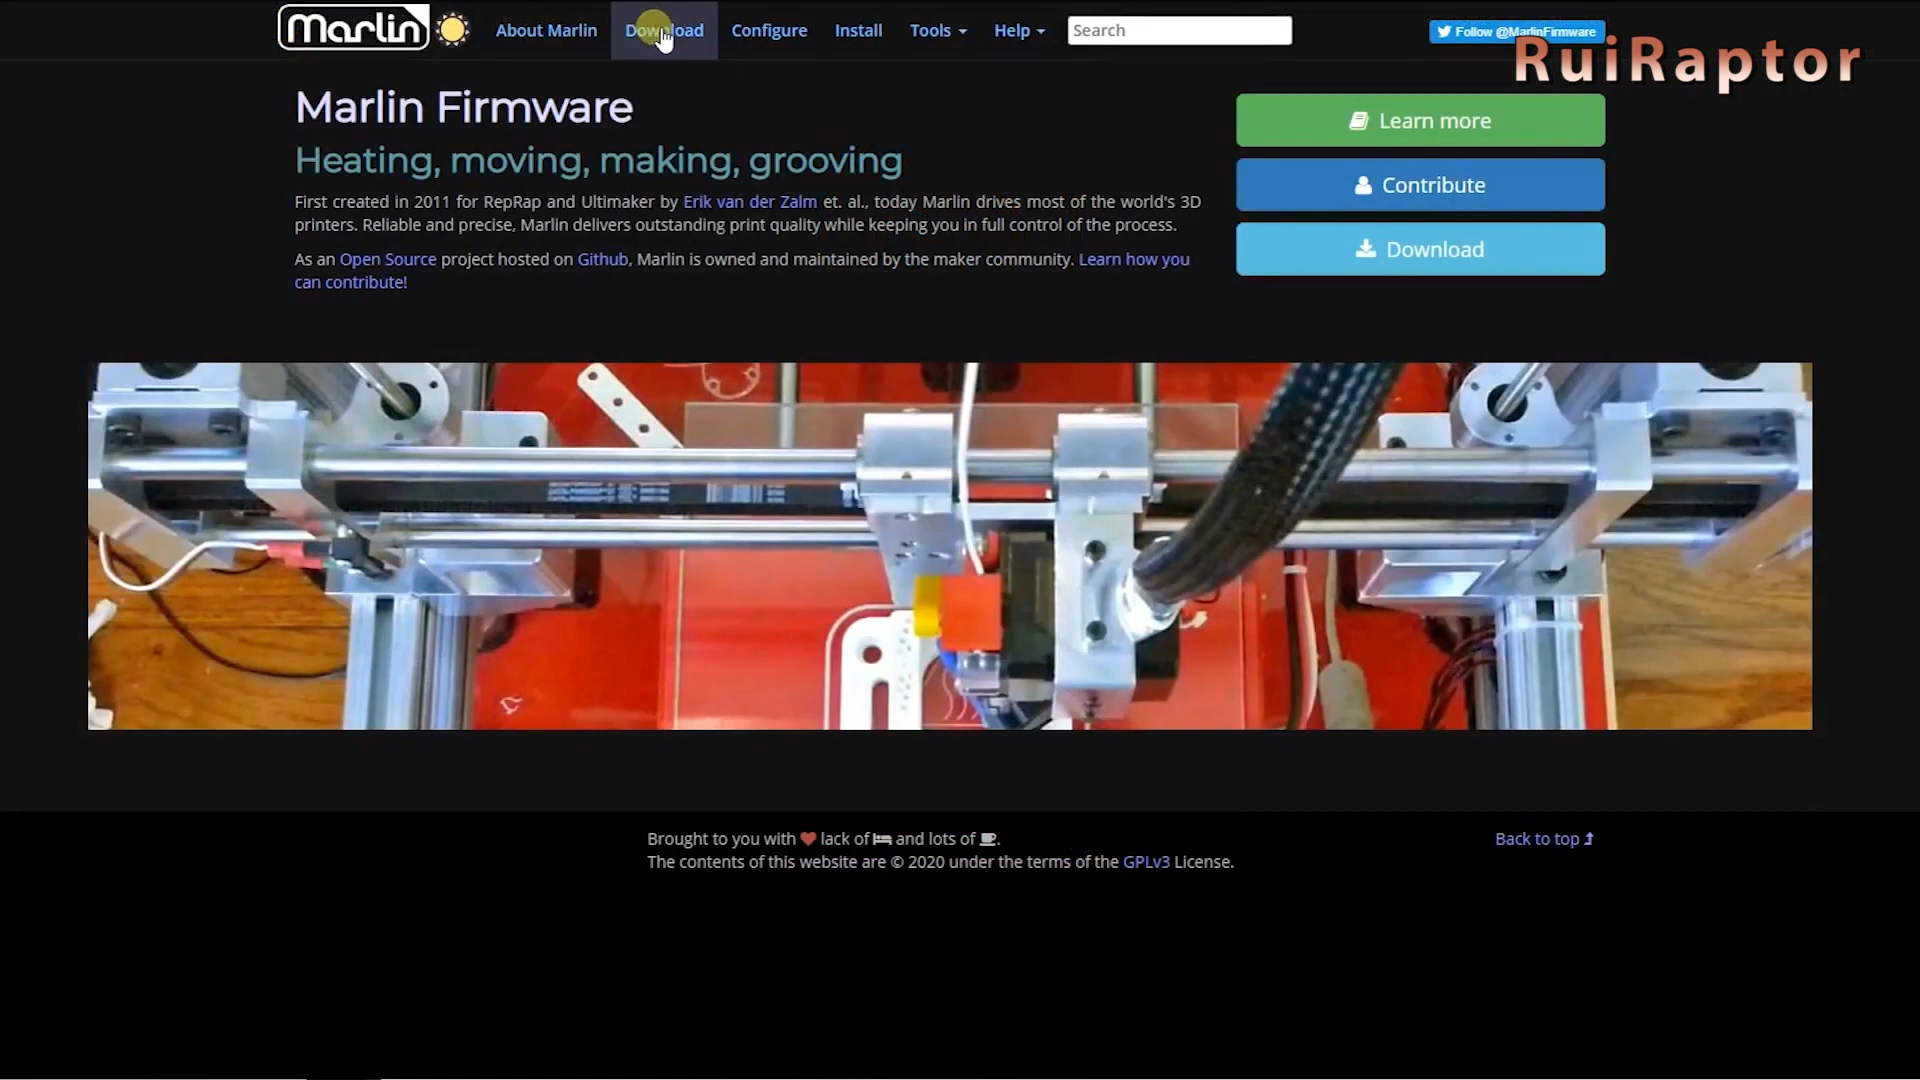 Marlin
About Marlin
Download
Configure
Install
Tools
Help
Search
Follow @MarlinFirmware
RuiRaptor
Marlin Firmware
Heating, moving, making, grooving
First created in 2011 for RepRap and Ultimaker by Erik van der Zalm et. al., today Marlin drives most of the world's 3D
printers. Reliable and precise, Marlin delivers outstanding print quality while keeping you in full control of the process.
As an Open Source project hosted on Github, Marlin is owned and maintained by the maker community. Learn how you
can contribute!
Learn more
Contribute
Download
Brought to you with lack of and lots of .
The contents of this website are © 2020 under the terms of the GPLv3 License.
Back to top